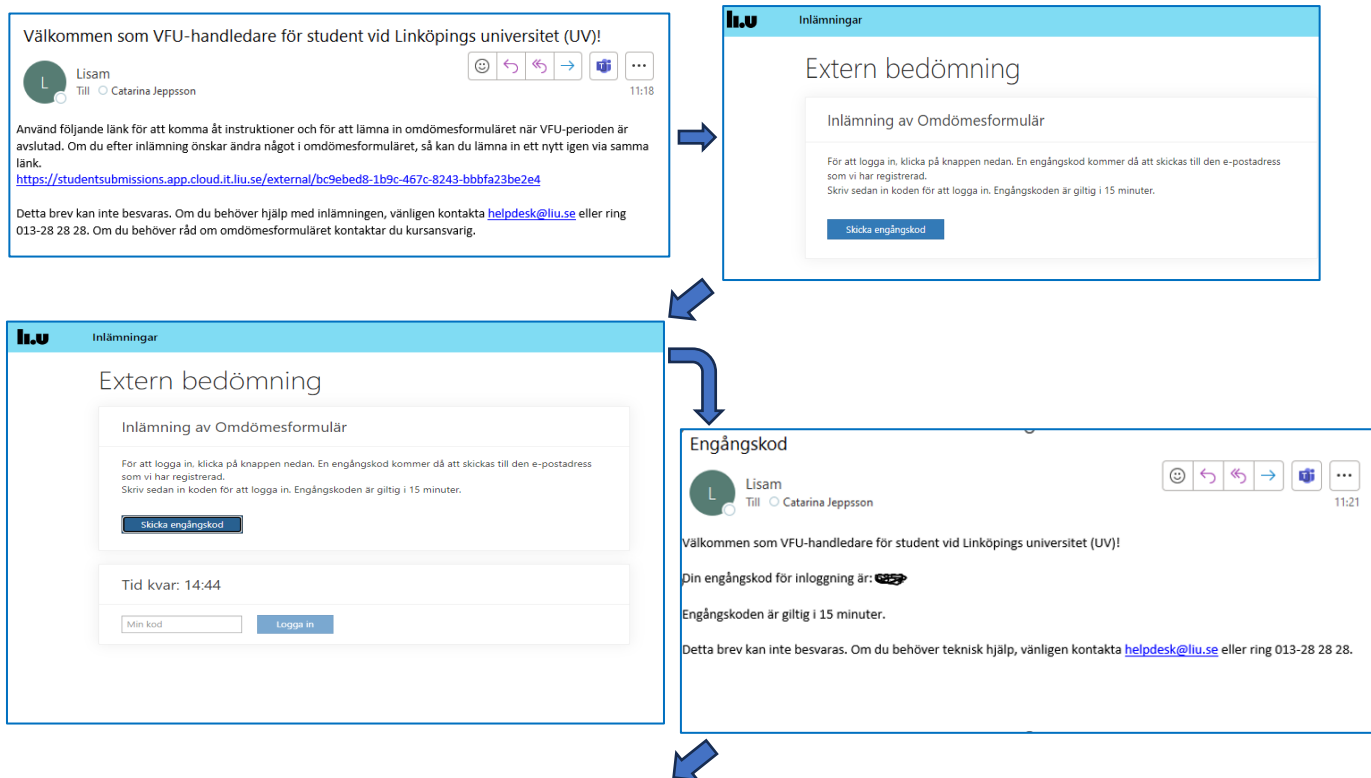 Välkommen som VFU-handledare för student vid Linköpings universitet (UV)!
L
Lisam
Till Catarina Jeppsson
11:18
Använd följande länk för att komma åt instruktioner och för att lämna in omdömesformuläret när VFU-perioden är
avslutad. Om du efter inlämning önskar ändra något i omdömesformuläret, så kan du lämna in ett nytt igen via samma
länk.
https://studentsubmissions.app.cloud.it.liu.se/external/bc9ebed8-1b9c-467c-8243-bbbfa23be2e4
Detta brev kan inte besvaras. Om du behöver hjälp med inlämningen, vänligen kontakta helpdesk@liu.se eller ring
013-28 28 28. Om du behöver råd om omdömesformuläret kontaktar du kursansvarig.
li.u Inlämningar
Extern bedömning
Inlämning av Omdömesformulär
För att logga in, klicka på knappen nedan. En engångskod kommer då att skickas till den e-postadress
som vi har registrerad.
Skriv sedan in koden för att logga in. Engångskoden är giltig i 15 minuter.
Skicka engångskod
li.u Inlämningar
Extern bedömning
Inlämning av Omdömesformulär
För att logga in, klicka på knappen nedan. En engångskod kommer då att skickas till den e-postadress
som vi har registrerad.
Skriv sedan in koden för att logga in. Engångskoden är giltig i 15 minuter.
Skicka engångskod
Tid kvar: 14:44
Min kod Logga in
Engångskod
L
Lisam
Till Catarina Jeppsson
11:21
Välkommen som VFU-handledare för student vid Linköpings universitet (UV)!
Din engångskod för inloggning är:
Engångskoden är giltig i 15 minuter.
Detta brev kan inte besvaras. Om du behöver teknisk hjälp, vänligen kontakta helpdesk@liu.se eller ring 013-28 28 28.